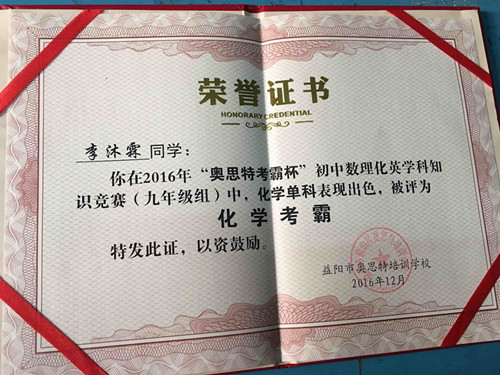 荣誉证书
HONORARY CREDENTIAL
李沐霖同学：
你在2016年“奥思特考霸杯”初中数理化英学科知
识竞赛（九年级组）中，化学单科表现出色，被评为
化学考霸
特发此证，以资鼓励。
益阳市奥思特培训学校
2016年12月